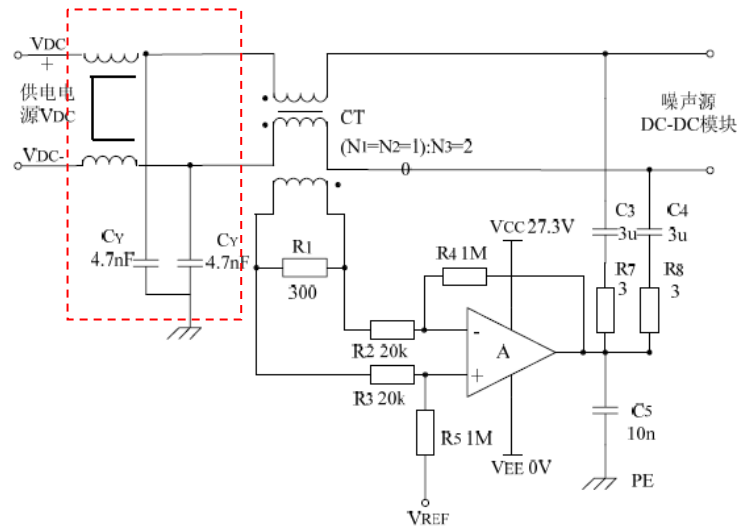 VDC
+
供电电
源VDC
VDC-
CY
4.7nF
CY
4.7nF
CT
(N1=N2=1):N3=2
0
R1
300
噪声源
DC-DC模块
VCC 27.3V
R4 1M
R2 20k
R3 20k
-
+
A
R5 1M
VREF
VEE 0V
C3
3u
C4
3u
R7
3
R8
3
C5
10n
PE